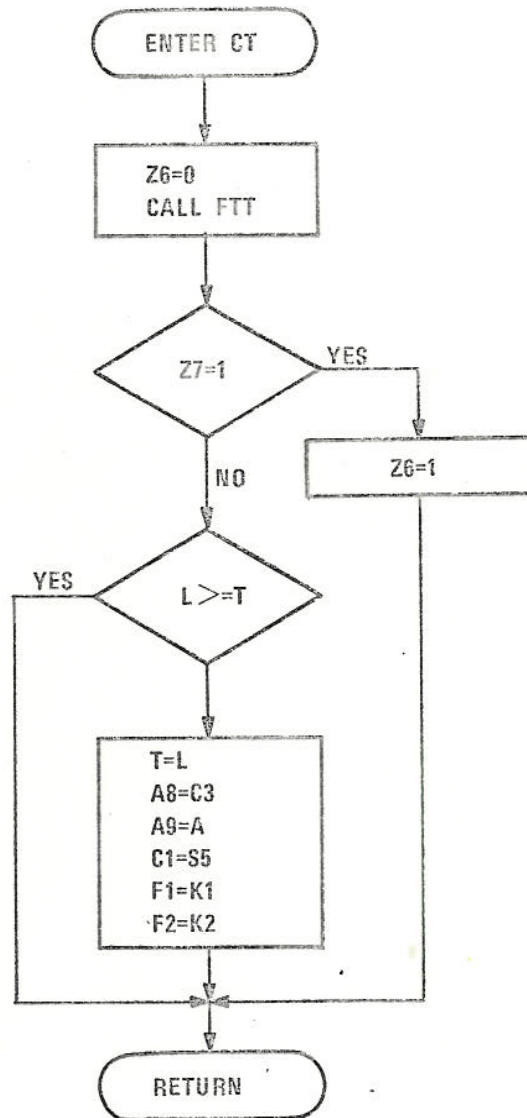 ENTER CT
Z6=0
CALL FTT
Z7=1
YES
Z6=1
NO
YES
L>=T
T=L
A8=C3
A9=A
C1=S5
F1=K1
F2=K2
RETURN